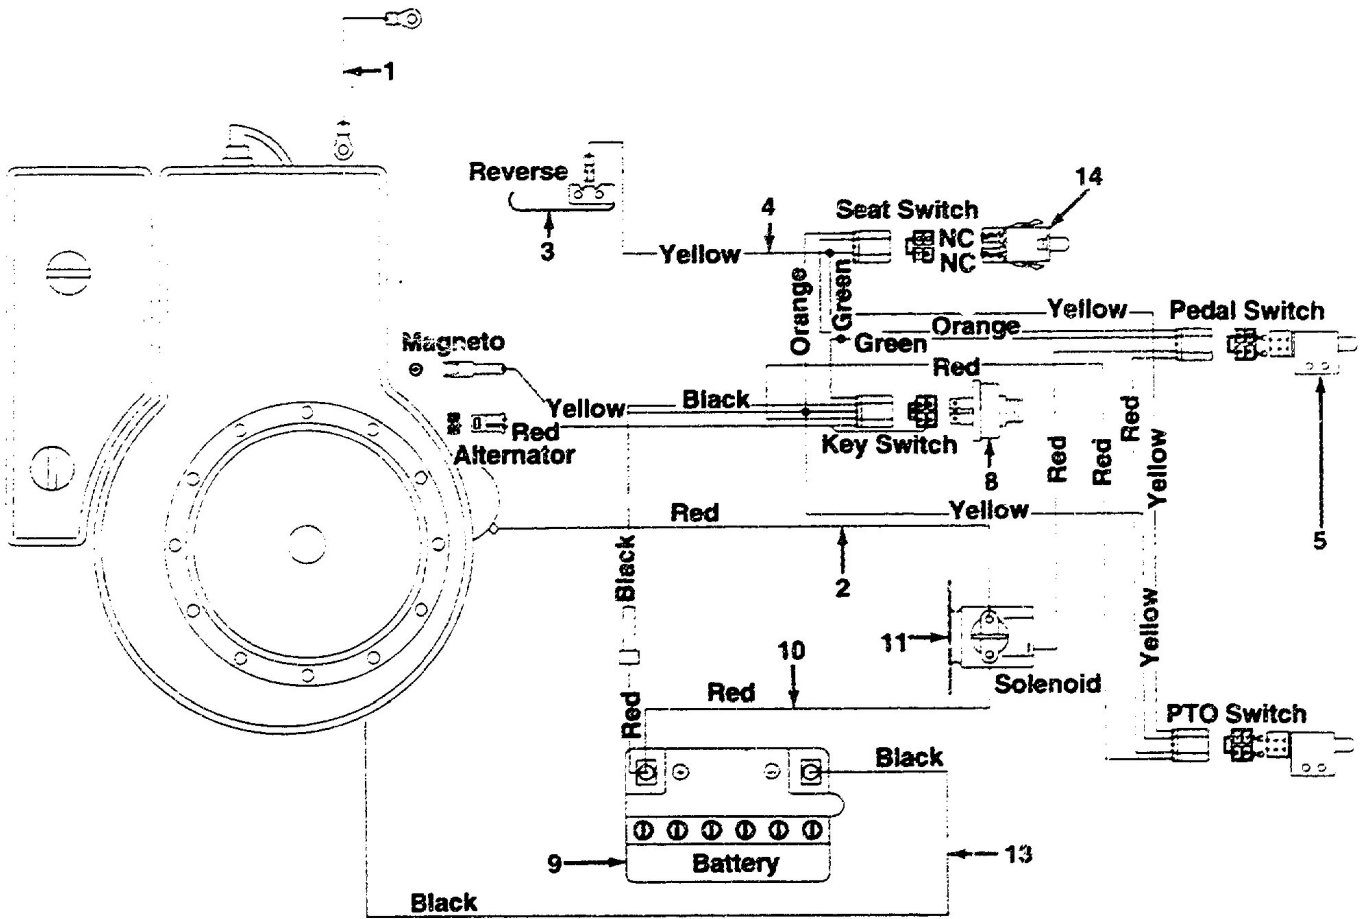 1
Reverse
3
4
Seat Switch
14
NC
NC
Yellow
Orange
Green
Yellow
Pedal Switch
Orange
Green
Magneto
Red
Black
Yellow
Red
Alternator
Key Switch
8
Red
Red
Red
Yellow
5
Red
Yellow
2
Black
11
10
Yellow
Solenoid
Red
Red
PTO Switch
Black
9
Battery
13
Black